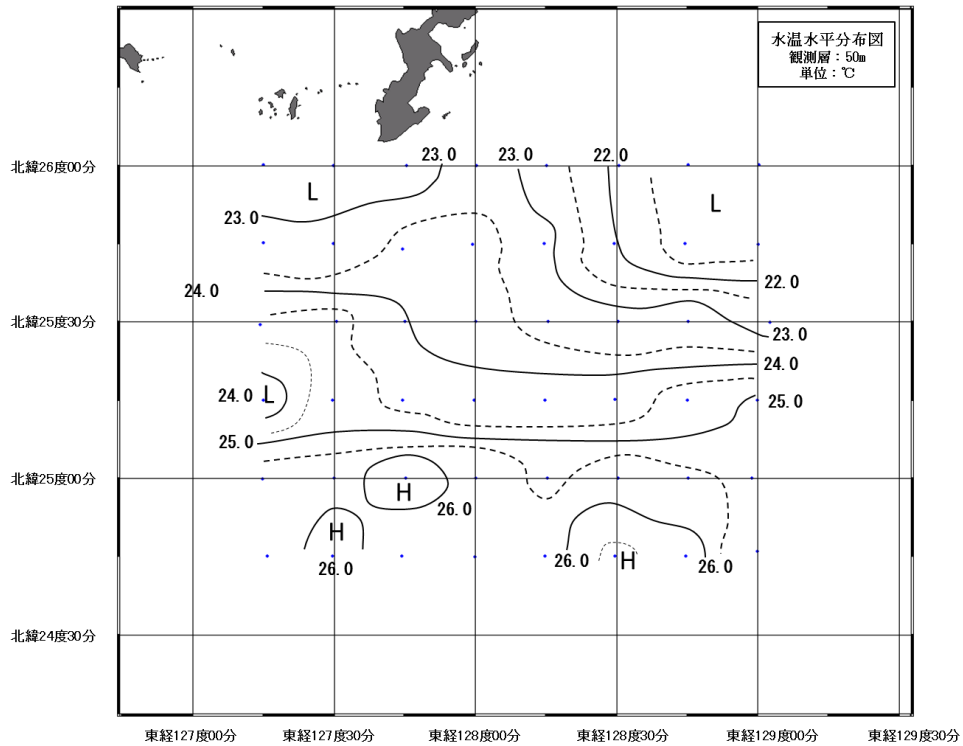 水温水平分布図
観測層：50m
単位：℃
23.0
23.0
22.0
北緯26度00分
L
L
23.0
22.0
24.0
北緯25度30分
23.0
24.0
24.0
L
25.0
25.0
北緯25度00分
H
26.0
H
26.0
26.0
H
26.0
北緯24度30分
東経127度00分
東経127度30分
東経128度00分
東経128度30分
東経129度00分
東経129度30分